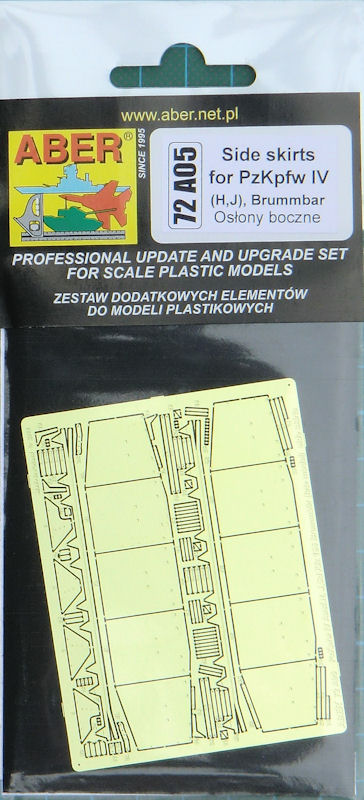 www.aber.net.pl
ABER®
SINCE 1995
72 A05
Side skirts
for PzKpfw IV
(H,J), Brummbar
Osłony boczne
PROFESSIONAL UPDATE AND UPGRADE SET
FOR SCALE PLASTIC MODELS
ZESTAW DODATKOWYCH ELEMENTÓW
DO MODELI PLASTIKOWYCH